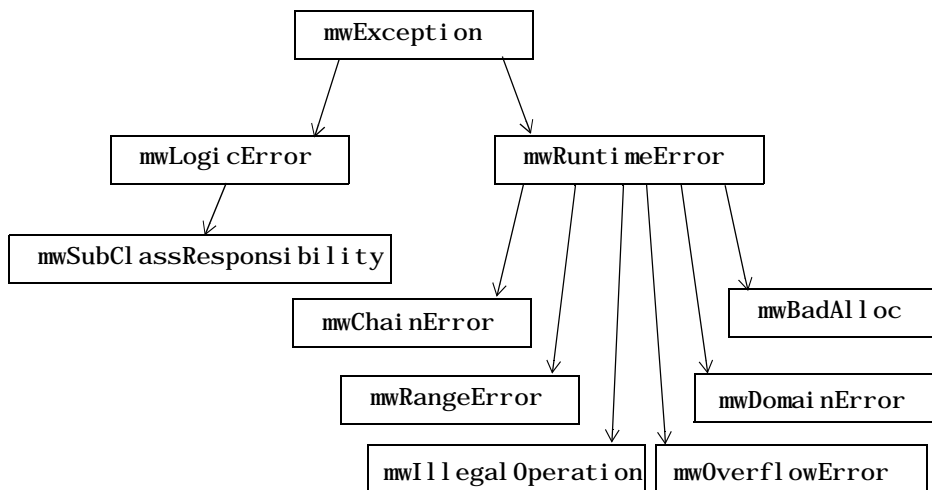 mwException
mwLogicError
mwRuntimeError
mwSubClassResponsibility
mwChainError
mwBadAlloc
mwRangeError
mwDomainError
mwIllegalOperation
mwOverflowError